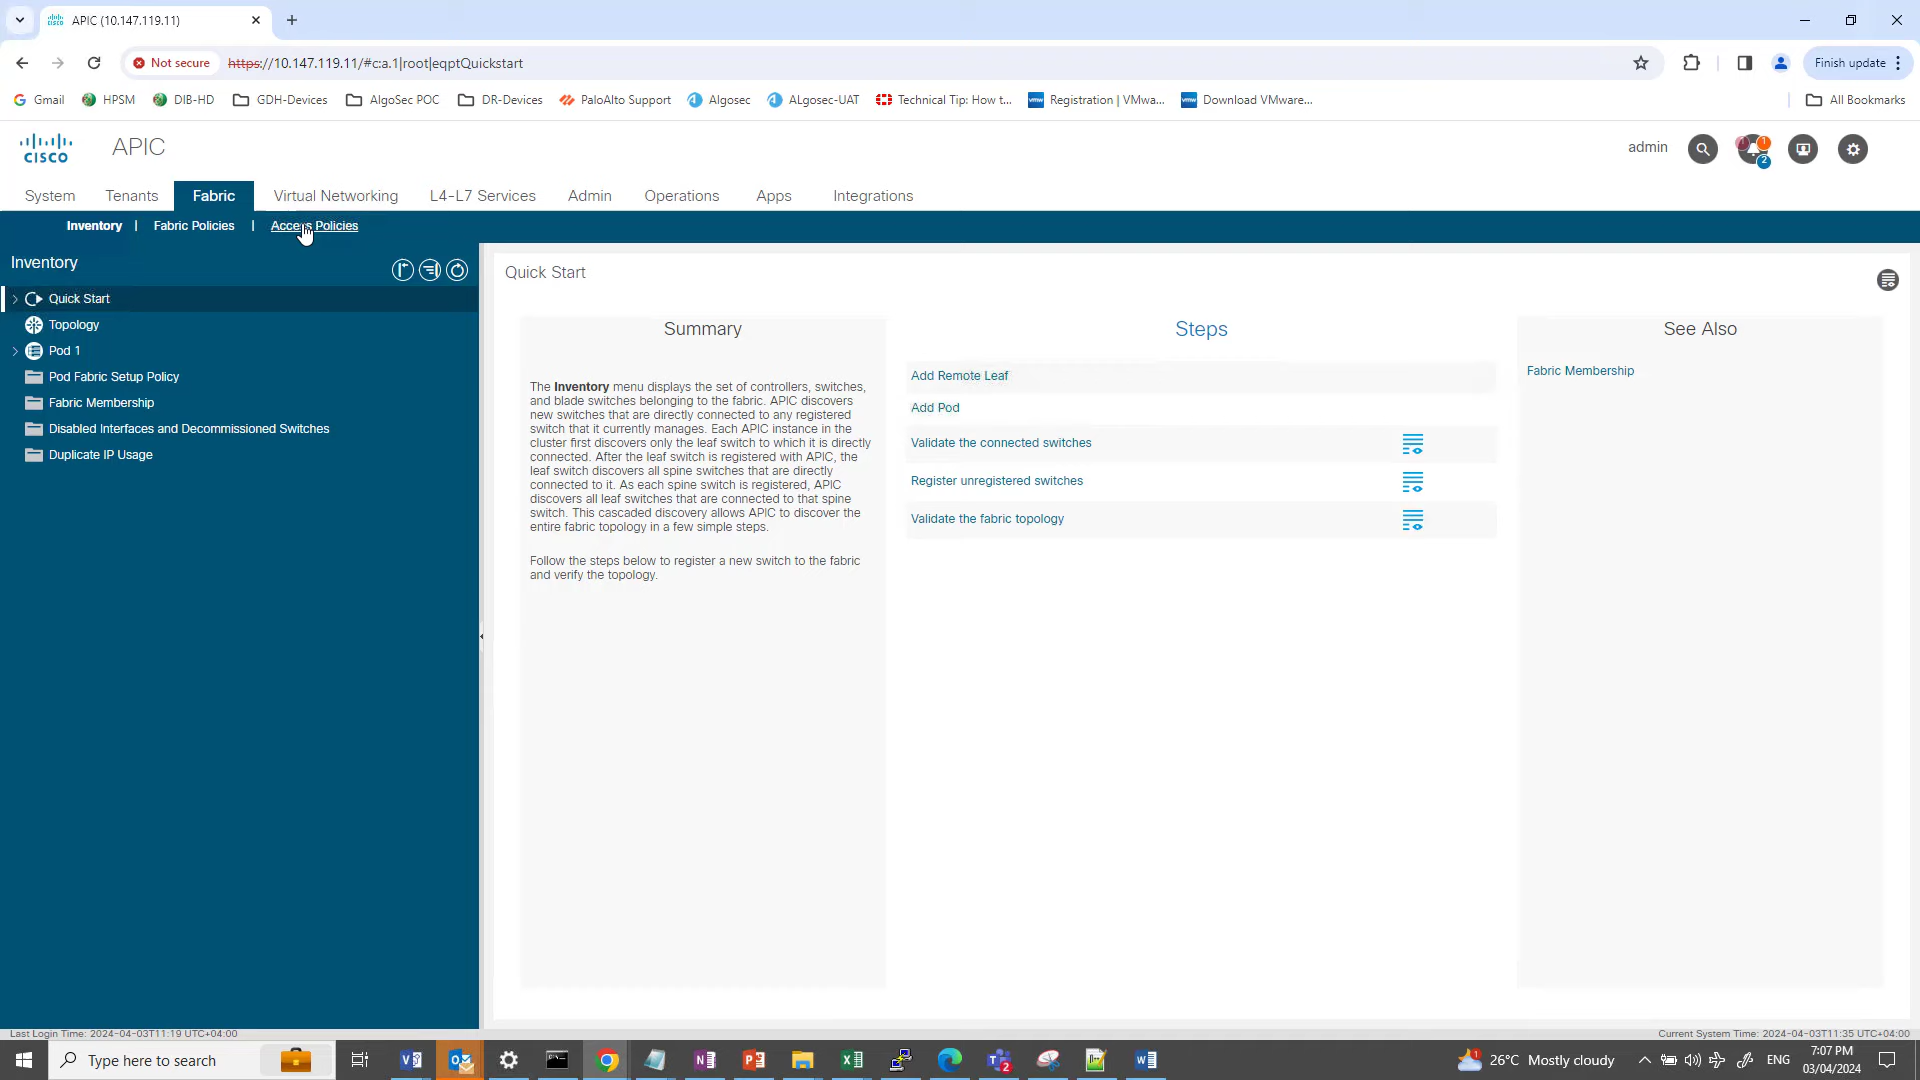 APIC (10.147.119.11)
Not secure
https://10.147.119.11/#c:a.1|root|eqptQuickstart
Finish update
Gmail
HPSM
DIB-HD
GDH-Devices
AlgoSec POC
DR-Devices
PaloAlto Support
Algosec
ALgosec-UAT
Technical Tip: How t...
Registration | VMwa...
Download VMware...
All Bookmarks
CISCO
APIC
admin
1
2
System
Tenants
Fabric
Virtual Networking
L4-L7 Services
Admin
Operations
Apps
Integrations
Inventory | Fabric Policies | Access Policies
Inventory
Quick Start
Topology
Pod 1
Pod Fabric Setup Policy
Fabric Membership
Disabled Interfaces and Decommissioned Switches
Duplicate IP Usage
Quick Start
Summary
The Inventory menu displays the set of controllers, switches,
and blade switches belonging to the fabric. APIC discovers
new switches that are directly connected to any registered
switch that it currently manages. Each APIC instance in the
cluster first discovers only the leaf switch to which it is directly
connected. After the leaf switch is registered with APIC, the
leaf switch discovers all spine switches that are directly
connected to it. As each spine switch is registered, APIC
discovers all leaf switches that are connected to that spine
switch. This cascaded discovery allows APIC to discover the
entire fabric topology in a few simple steps.
Follow the steps below to register a new switch to the fabric
and verify the topology.
Steps
Add Remote Leaf
Add Pod
Validate the connected switches
Register unregistered switches
Validate the fabric topology
See Also
Fabric Membership
Last Login Time: 2024-04-03T11:19 UTC+04:00
Current System Time: 2024-04-03T11:35 UTC+04:00
Type here to search
26°C Mostly cloudy
ENG
7:07 PM
03/04/2024